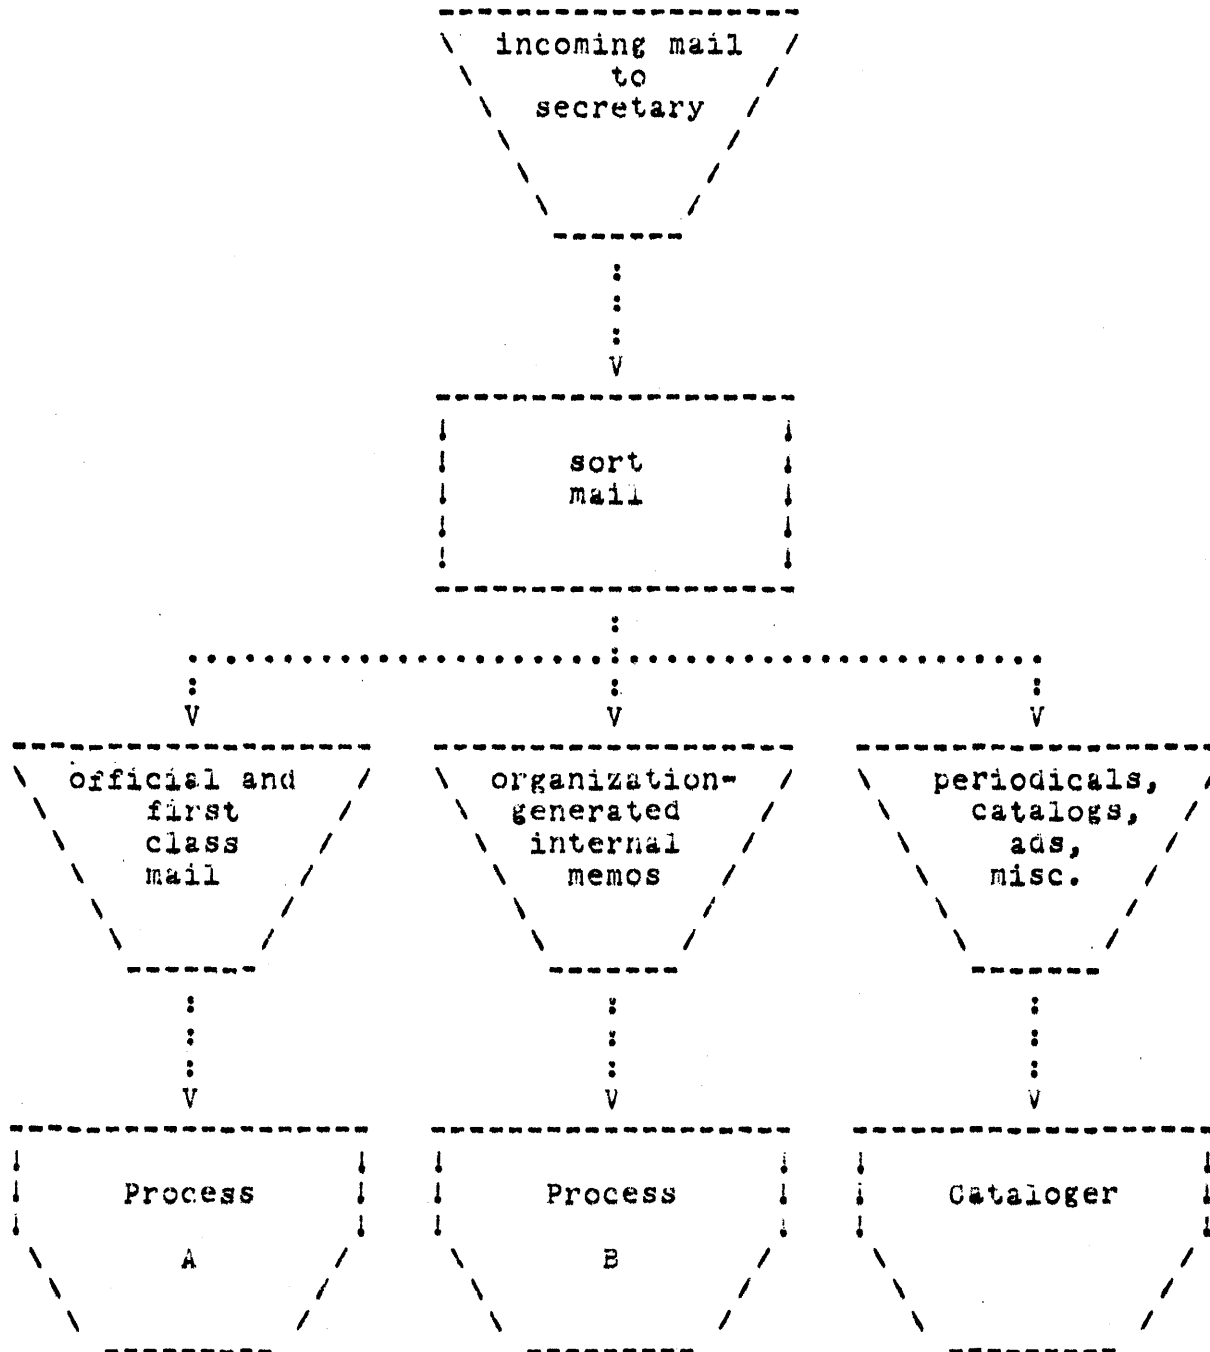 incoming mail
to
secretary
V
sort
mail
V V V
official and
first
class
mail
organization-
generated
internal
memos
periodicals,
catalogs,
ads,
misc.
V V V
Process
A
Process
B
Cataloger